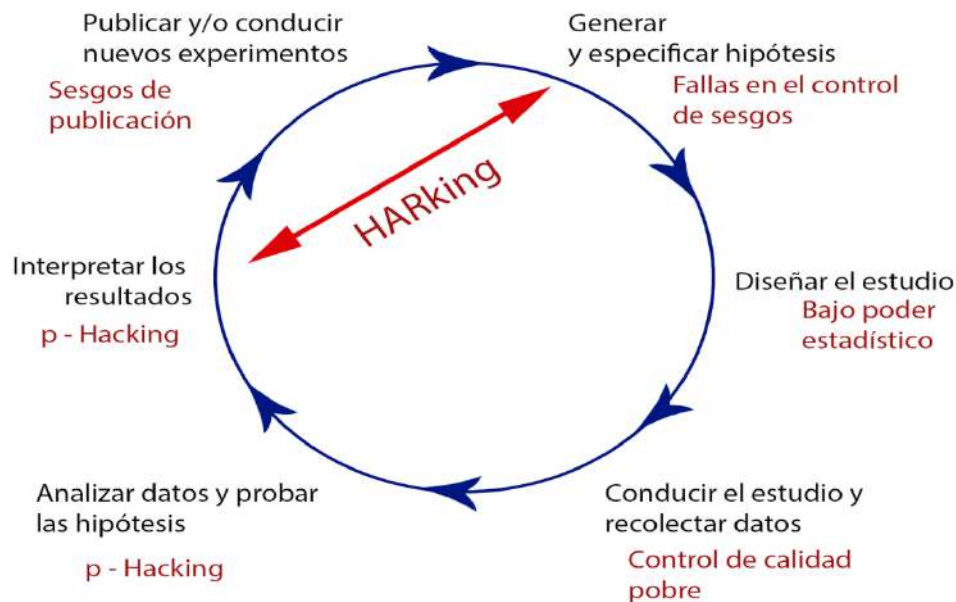 Publicar y/o conducir
nuevos experimentos
Sesgos de
publicación
Generar
y especificar hipótesis
Fallas en el control
de sesgos
HARking
Diseñar el estudio
Bajo poder
estadístico
Conducir el estudio y
recolectar datos
Control de calidad
pobre
Analizar datos y probar
las hipótesis
p - Hacking
Interpretar los
resultados
p - Hacking